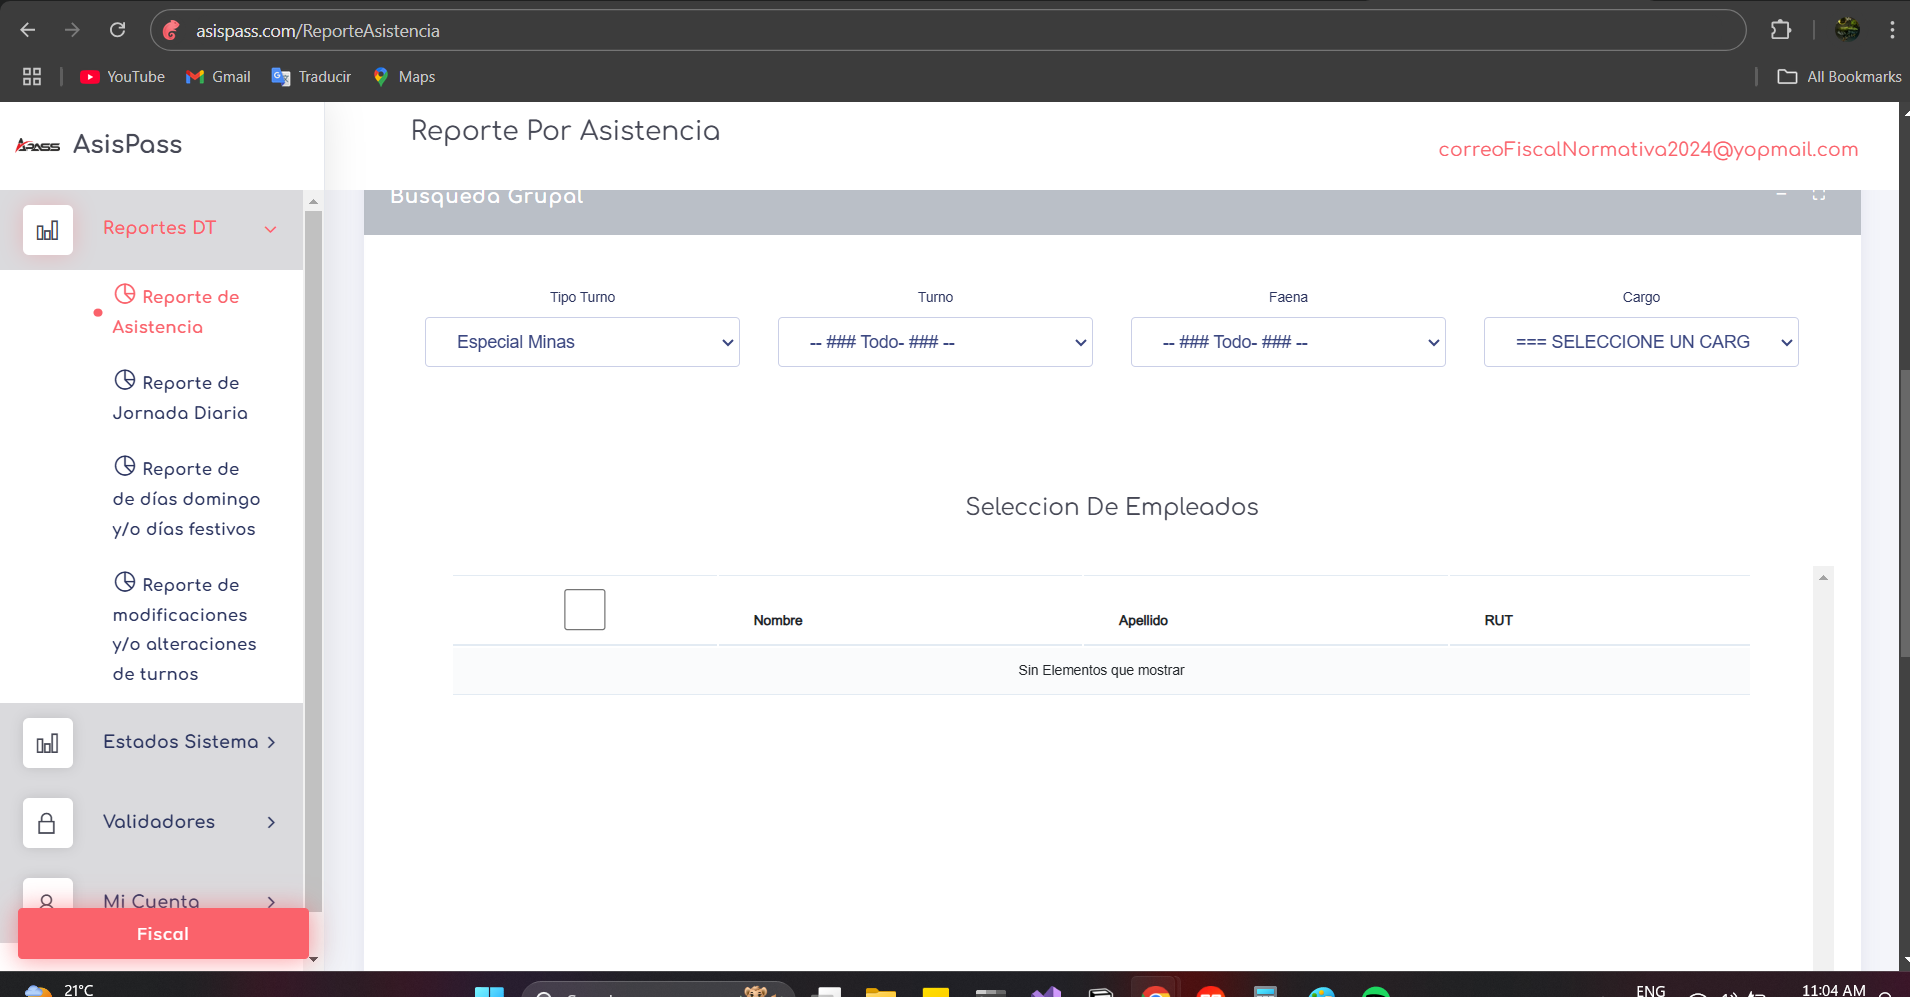 asispass.com/ReporteAsistencia
YouTube
Gmail
Traducir
Maps
All Bookmarks
APASS
AsisPass
Reporte Por Asistencia
correoFiscalNormativa2024@yopmail.com
Busqueda Grupal
Reportes DT
Reporte de
Asistencia
Reporte de
Jornada Diaria
Reporte de
de días domingo
y/o días festivos
Reporte de
modificaciones
y/o alteraciones
de turnos
Estados Sistema
Validadores
Mi Cuenta
Fiscal
Tipo Turno
Turno
Faena
Cargo
Especial Minas
-- ### Todo- ### --
-- ### Todo- ### --
=== SELECCIONE UN CARG
Seleccion De Empleados
Nombre
Apellido
RUT
Sin Elementos que mostrar
21°C
ENG
11:04 AM